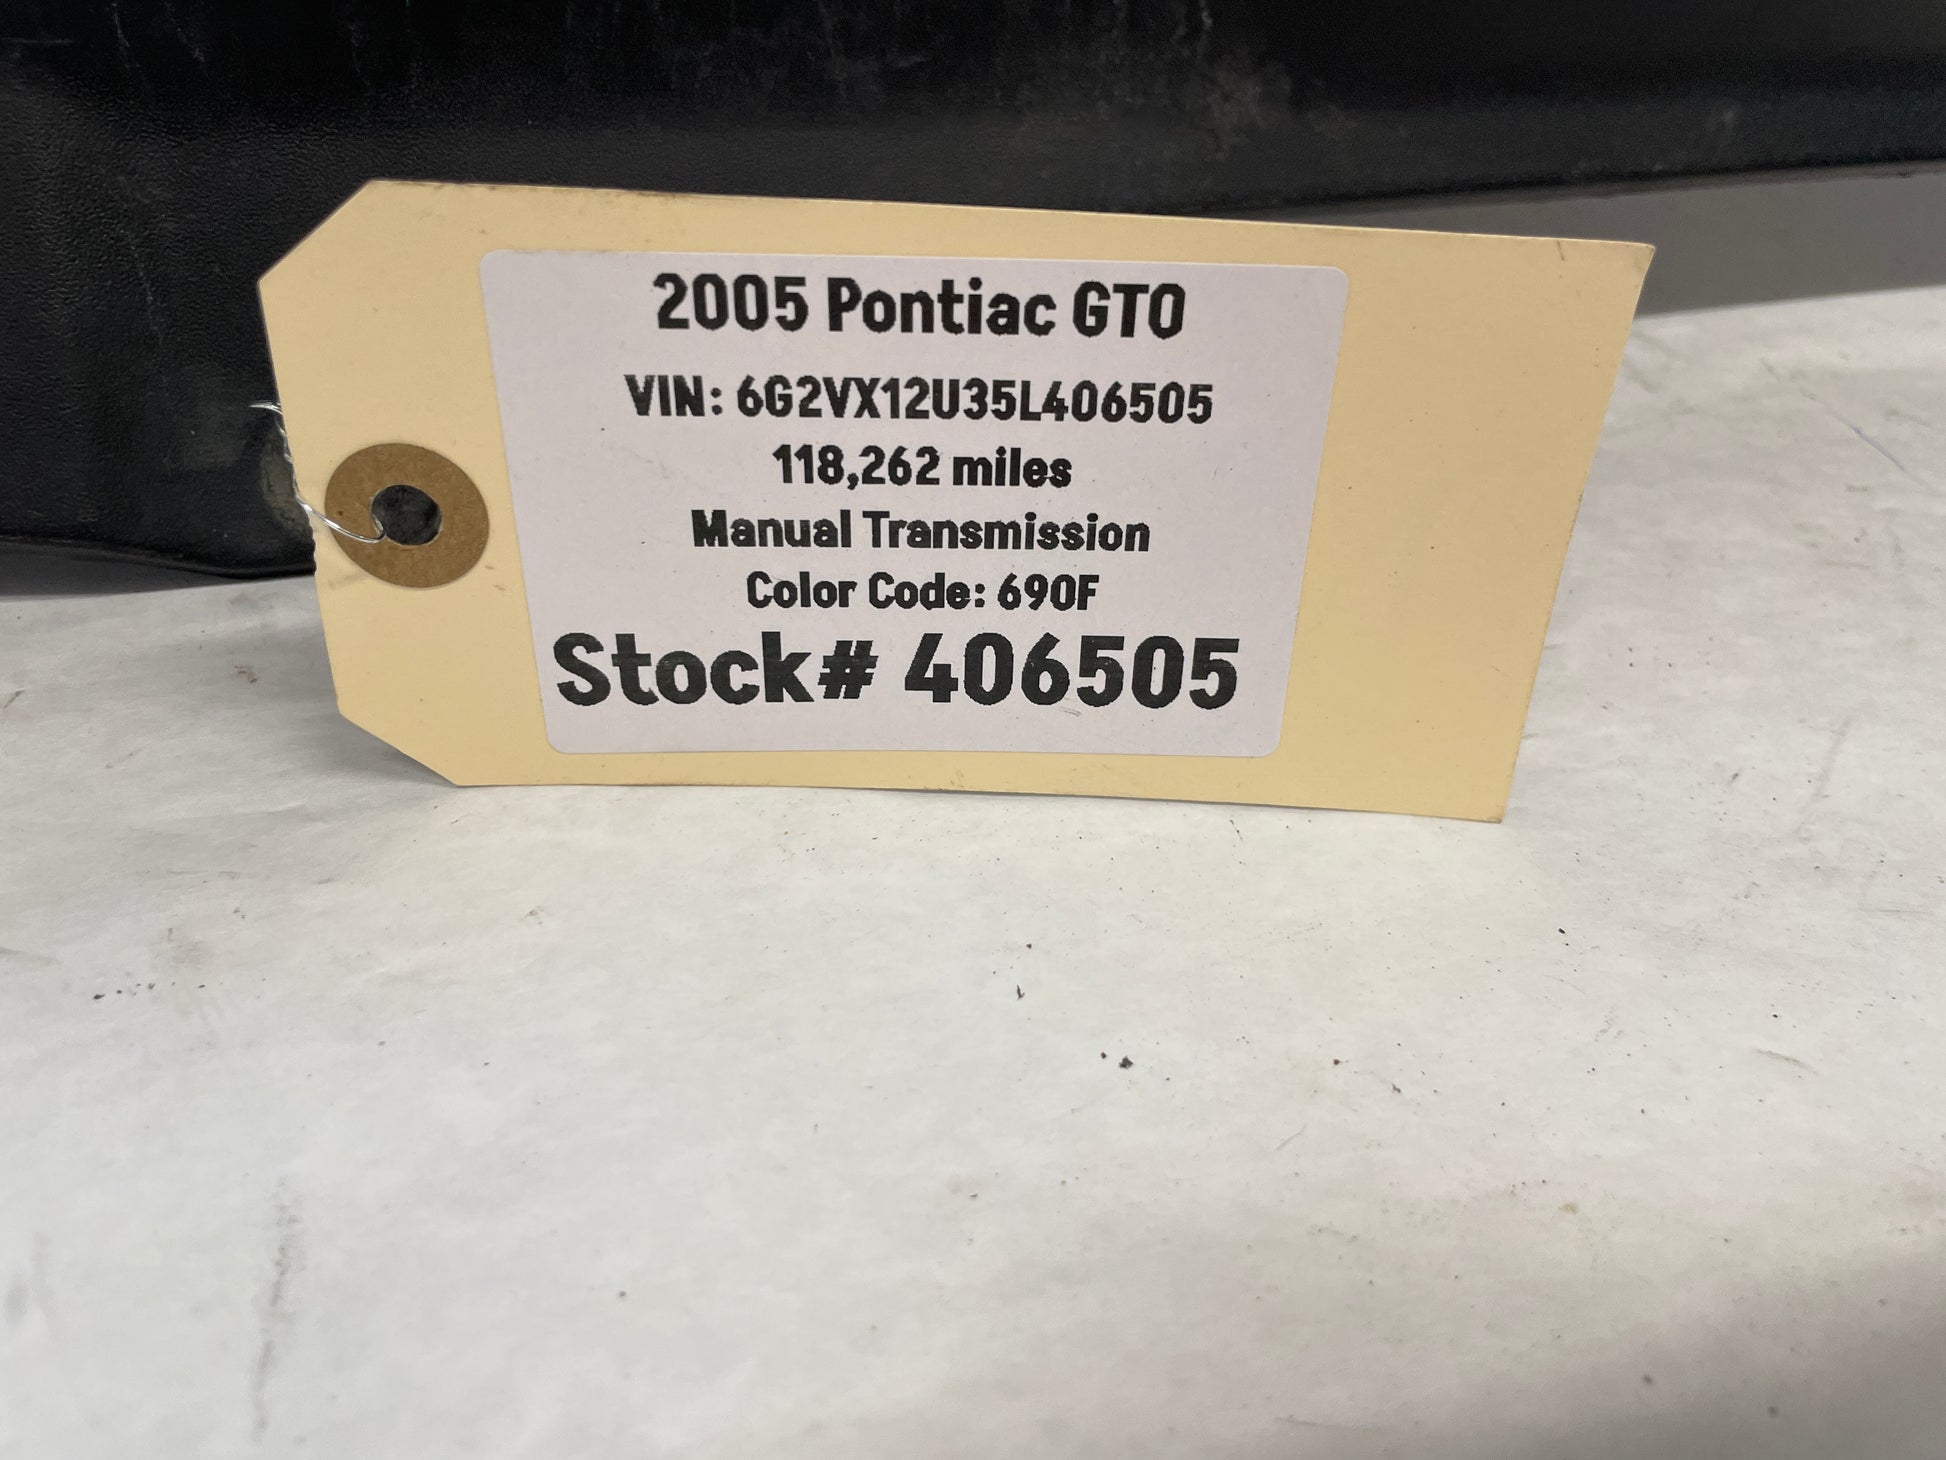 2005 Pontiac GTO
VIN: 6G2VX12U35L406505
118,262 miles
Manual Transmission
Color Code: 690F
Stock# 406505